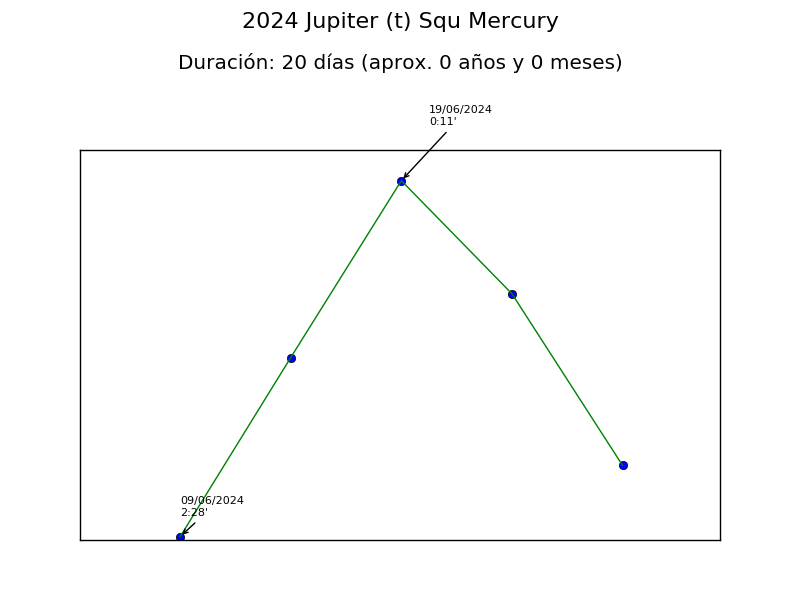 2024 Jupiter (t) Squ Mercury
Duración: 20 días (aprox. 0 años y 0 meses)
19/06/2024
0:11'
09/06/2024
2:28'